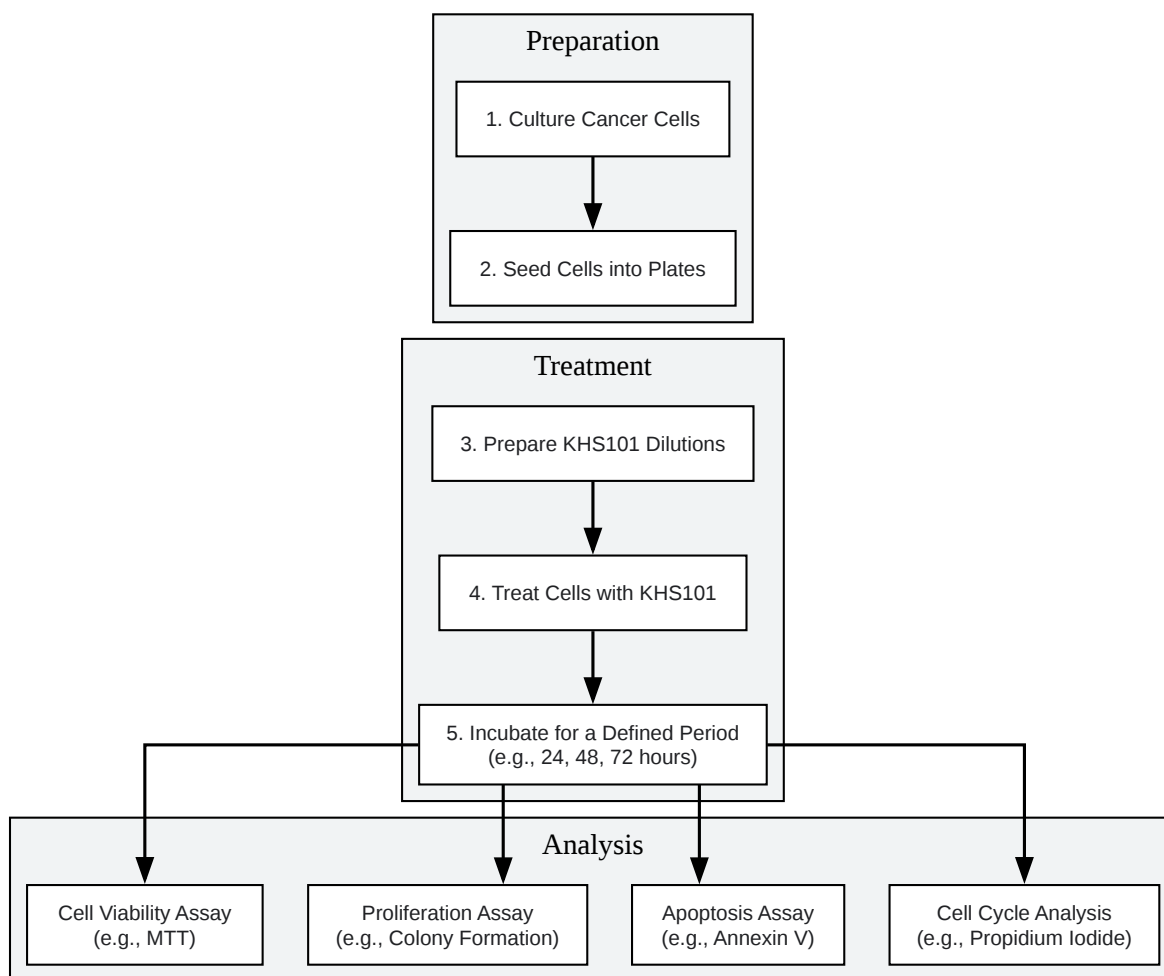 Preparation
1. Culture Cancer Cells
2. Seed Cells into Plates
Treatment
3. Prepare KHS101 Dilutions
4. Treat Cells with KHS101
5. Incubate for a Defined Period
(e.g., 24, 48, 72 hours)
Analysis
Cell Viability Assay
(e.g., MTT)
Proliferation Assay
(e.g., Colony Formation)
Apoptosis Assay
(e.g., Annexin V)
Cell Cycle Analysis
(e.g., Propidium Iodide)